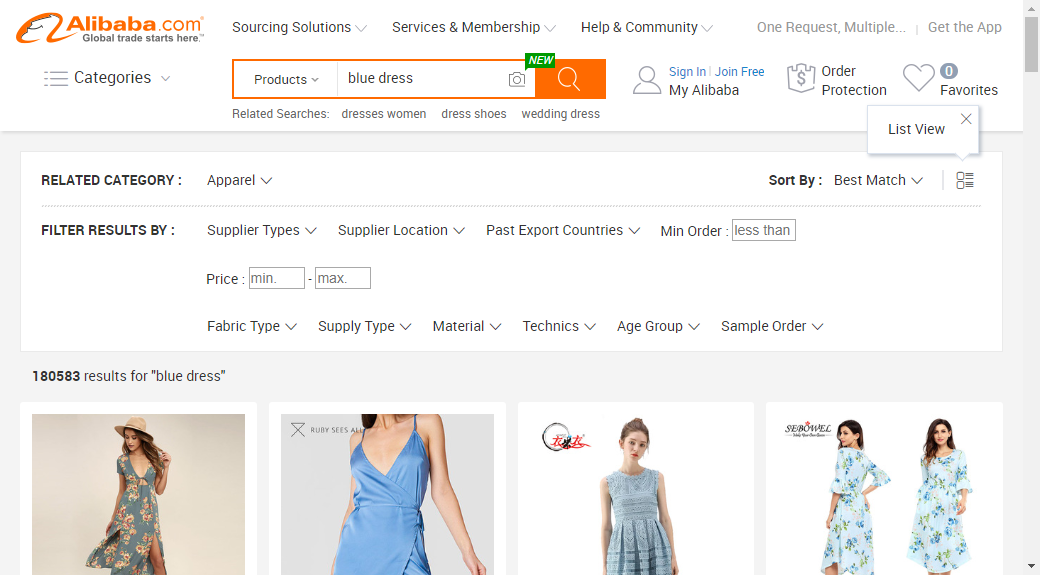 Alibaba.com
Global trade starts here.™
Sourcing Solutions Services & Membership Help & Community One Request, Multiple... Get the App
Categories
Products blue dress NEW
Sign In Join Free
My Alibaba
Order
Protection
0
Favorites
Related Searches: dresses women dress shoes wedding dress
List View
RELATED CATEGORY : Apparel Sort By : Best Match
FILTER RESULTS BY : Supplier Types Supplier Location Past Export Countries Min Order : less than
Price : min. - max.
Fabric Type Supply Type Material Technics Age Group Sample Order
180583 results for "blue dress"
RUBY SEES ALL
SEBOWEL